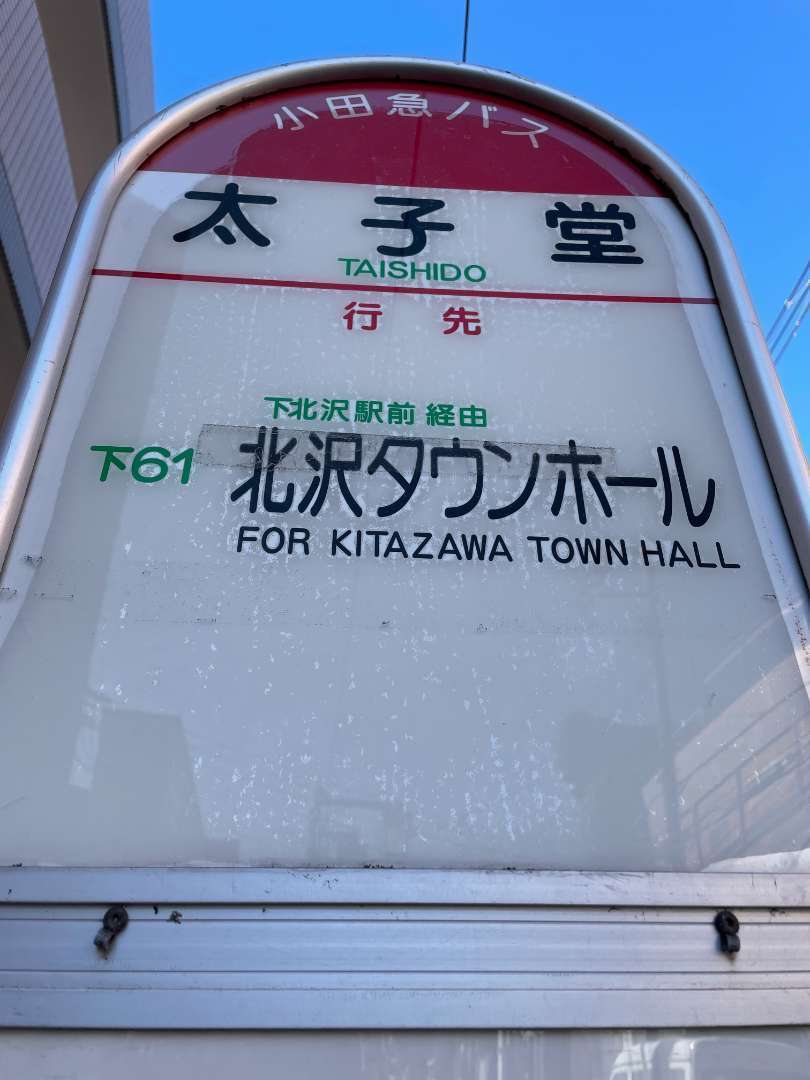 小田急バス
太子堂
TAISHIDO
行先
下北沢駅前 経由
下61 北沢タウンホール
FOR KITAZAWA TOWN HALL